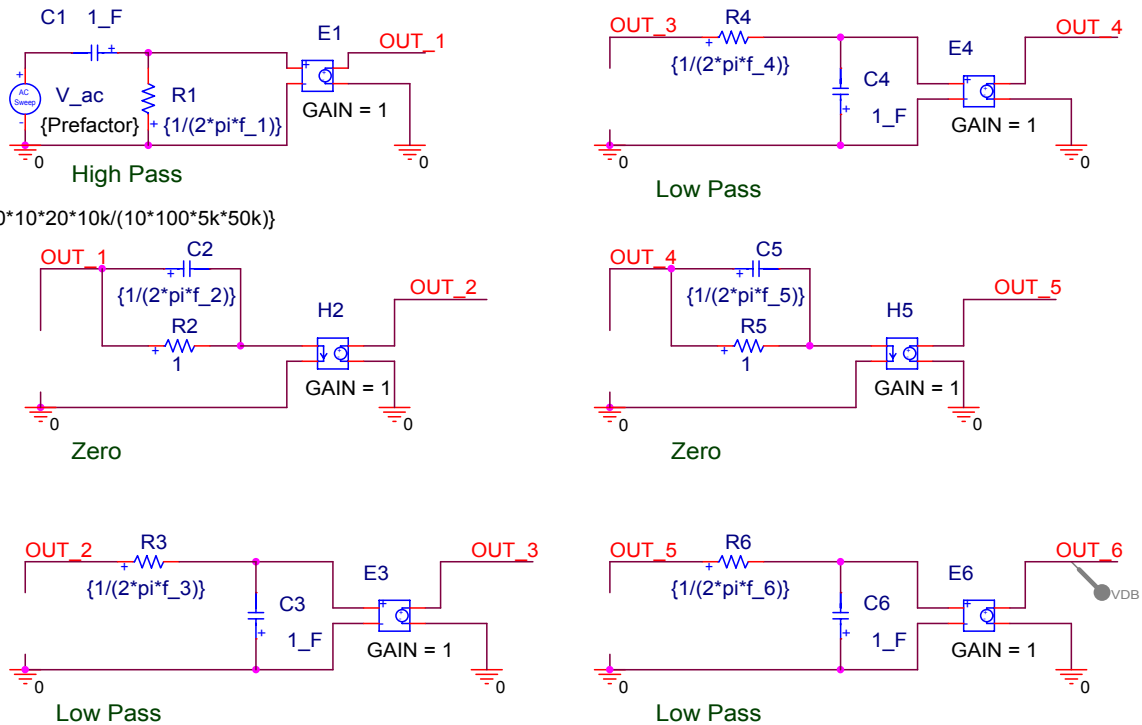 C1 1_F
E1
OUT_1
AC
Sweep
V_ac
{Prefactor}
R1
{1/(2*pi*f_1)}
GAIN = 1
0
0
High Pass
OUT_3
R4
{1/(2*pi*f_4)}
C4
1_F
E4
OUT_4
GAIN = 1
0
0
Low Pass
0*10*20*10k/(10*100*5k*50k)}
OUT_1
C2
{1/(2*pi*f_2)}
R2
1
H2
OUT_2
GAIN = 1
0
0
Zero
OUT_4
C5
{1/(2*pi*f_5)}
R5
1
H5
OUT_5
GAIN = 1
0
0
Zero
OUT_2
R3
{1/(2*pi*f_3)}
C3
1_F
E3
OUT_3
GAIN = 1
0
0
Low Pass
OUT_5
R6
{1/(2*pi*f_6)}
C6
1_F
E6
OUT_6
VDB
GAIN = 1
0
0
Low Pass